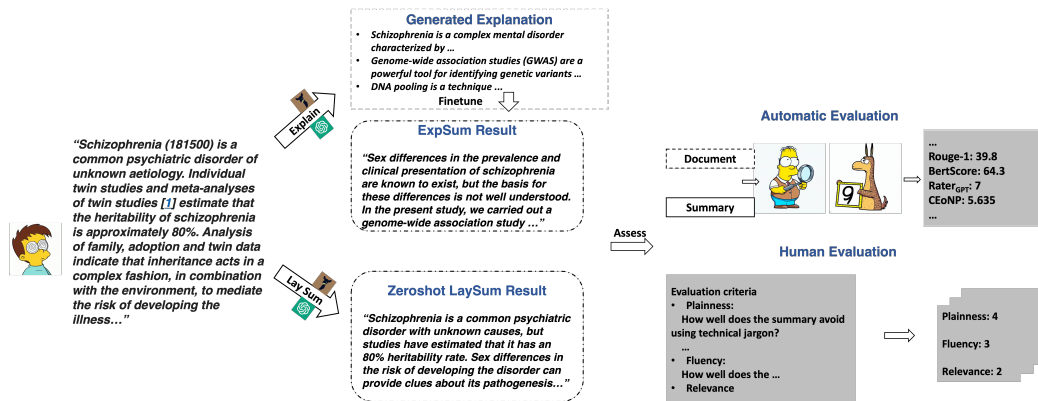 Generated Explanation
• Schizophrenia is a complex mental disorder
characterized by …
• Genome-wide association studies (GWAS) are a
powerful tool for identifying genetic variants …
• DNA pooling is a technique ...
Finetune
Explain
ExpSum Result
“Sex differences in the prevalence and
clinical presentation of schizophrenia
are known to exist, but the basis for
these differences is not well understood.
In the present study, we carried out a
genome-wide association study …”
“Schizophrenia (181500) is a
common psychiatric disorder of
unknown aetiology. Individual
twin studies and meta-analyses
of twin studies [1] estimate that
the heritability of schizophrenia
is approximately 80%. Analysis
of family, adoption and twin data
indicate that inheritance acts in a
complex fashion, in combination
with the environment, to mediate
the risk of developing the
illness…”
Lay Sum
Zeroshot LaySum Result
“Schizophrenia is a common psychiatric
disorder with unknown causes, but
studies have estimated that it has an
80% heritability rate. Sex differences in
the risk of developing the disorder can
provide clues about its pathogenesis…”
Assess
Automatic Evaluation
Document
Summary
9
…
Rouge-1: 39.8
BertScore: 64.3
RaterGPT: 7
CEoNP: 5.635
…
Human Evaluation
Evaluation criteria
• Plainness:
How well does the summary avoid
using technical jargon?
…
• Fluency:
How well does the …
• Relevance
Plainness: 4
Fluency: 3
Relevance: 2